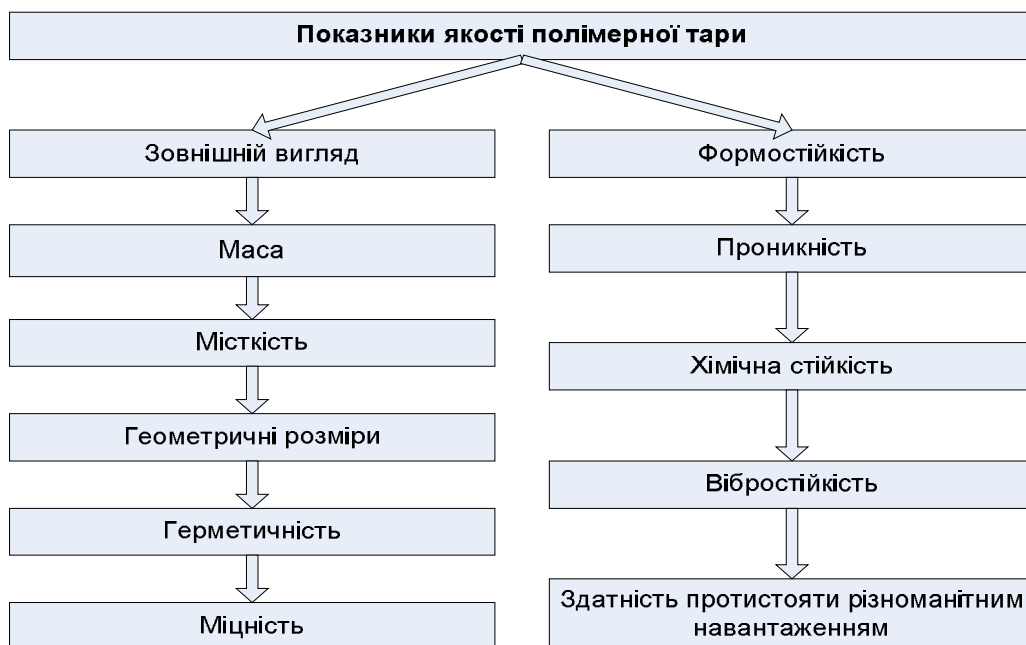 Показники якості полімерної тари
Зовнішній вигляд
Маса
Місткість
Геометричні розміри
Герметичність
Міцність
Формостійкість
Проникність
Хімічна стійкість
Вібростійкість
Здатність протистояти різноманітним
навантаженням